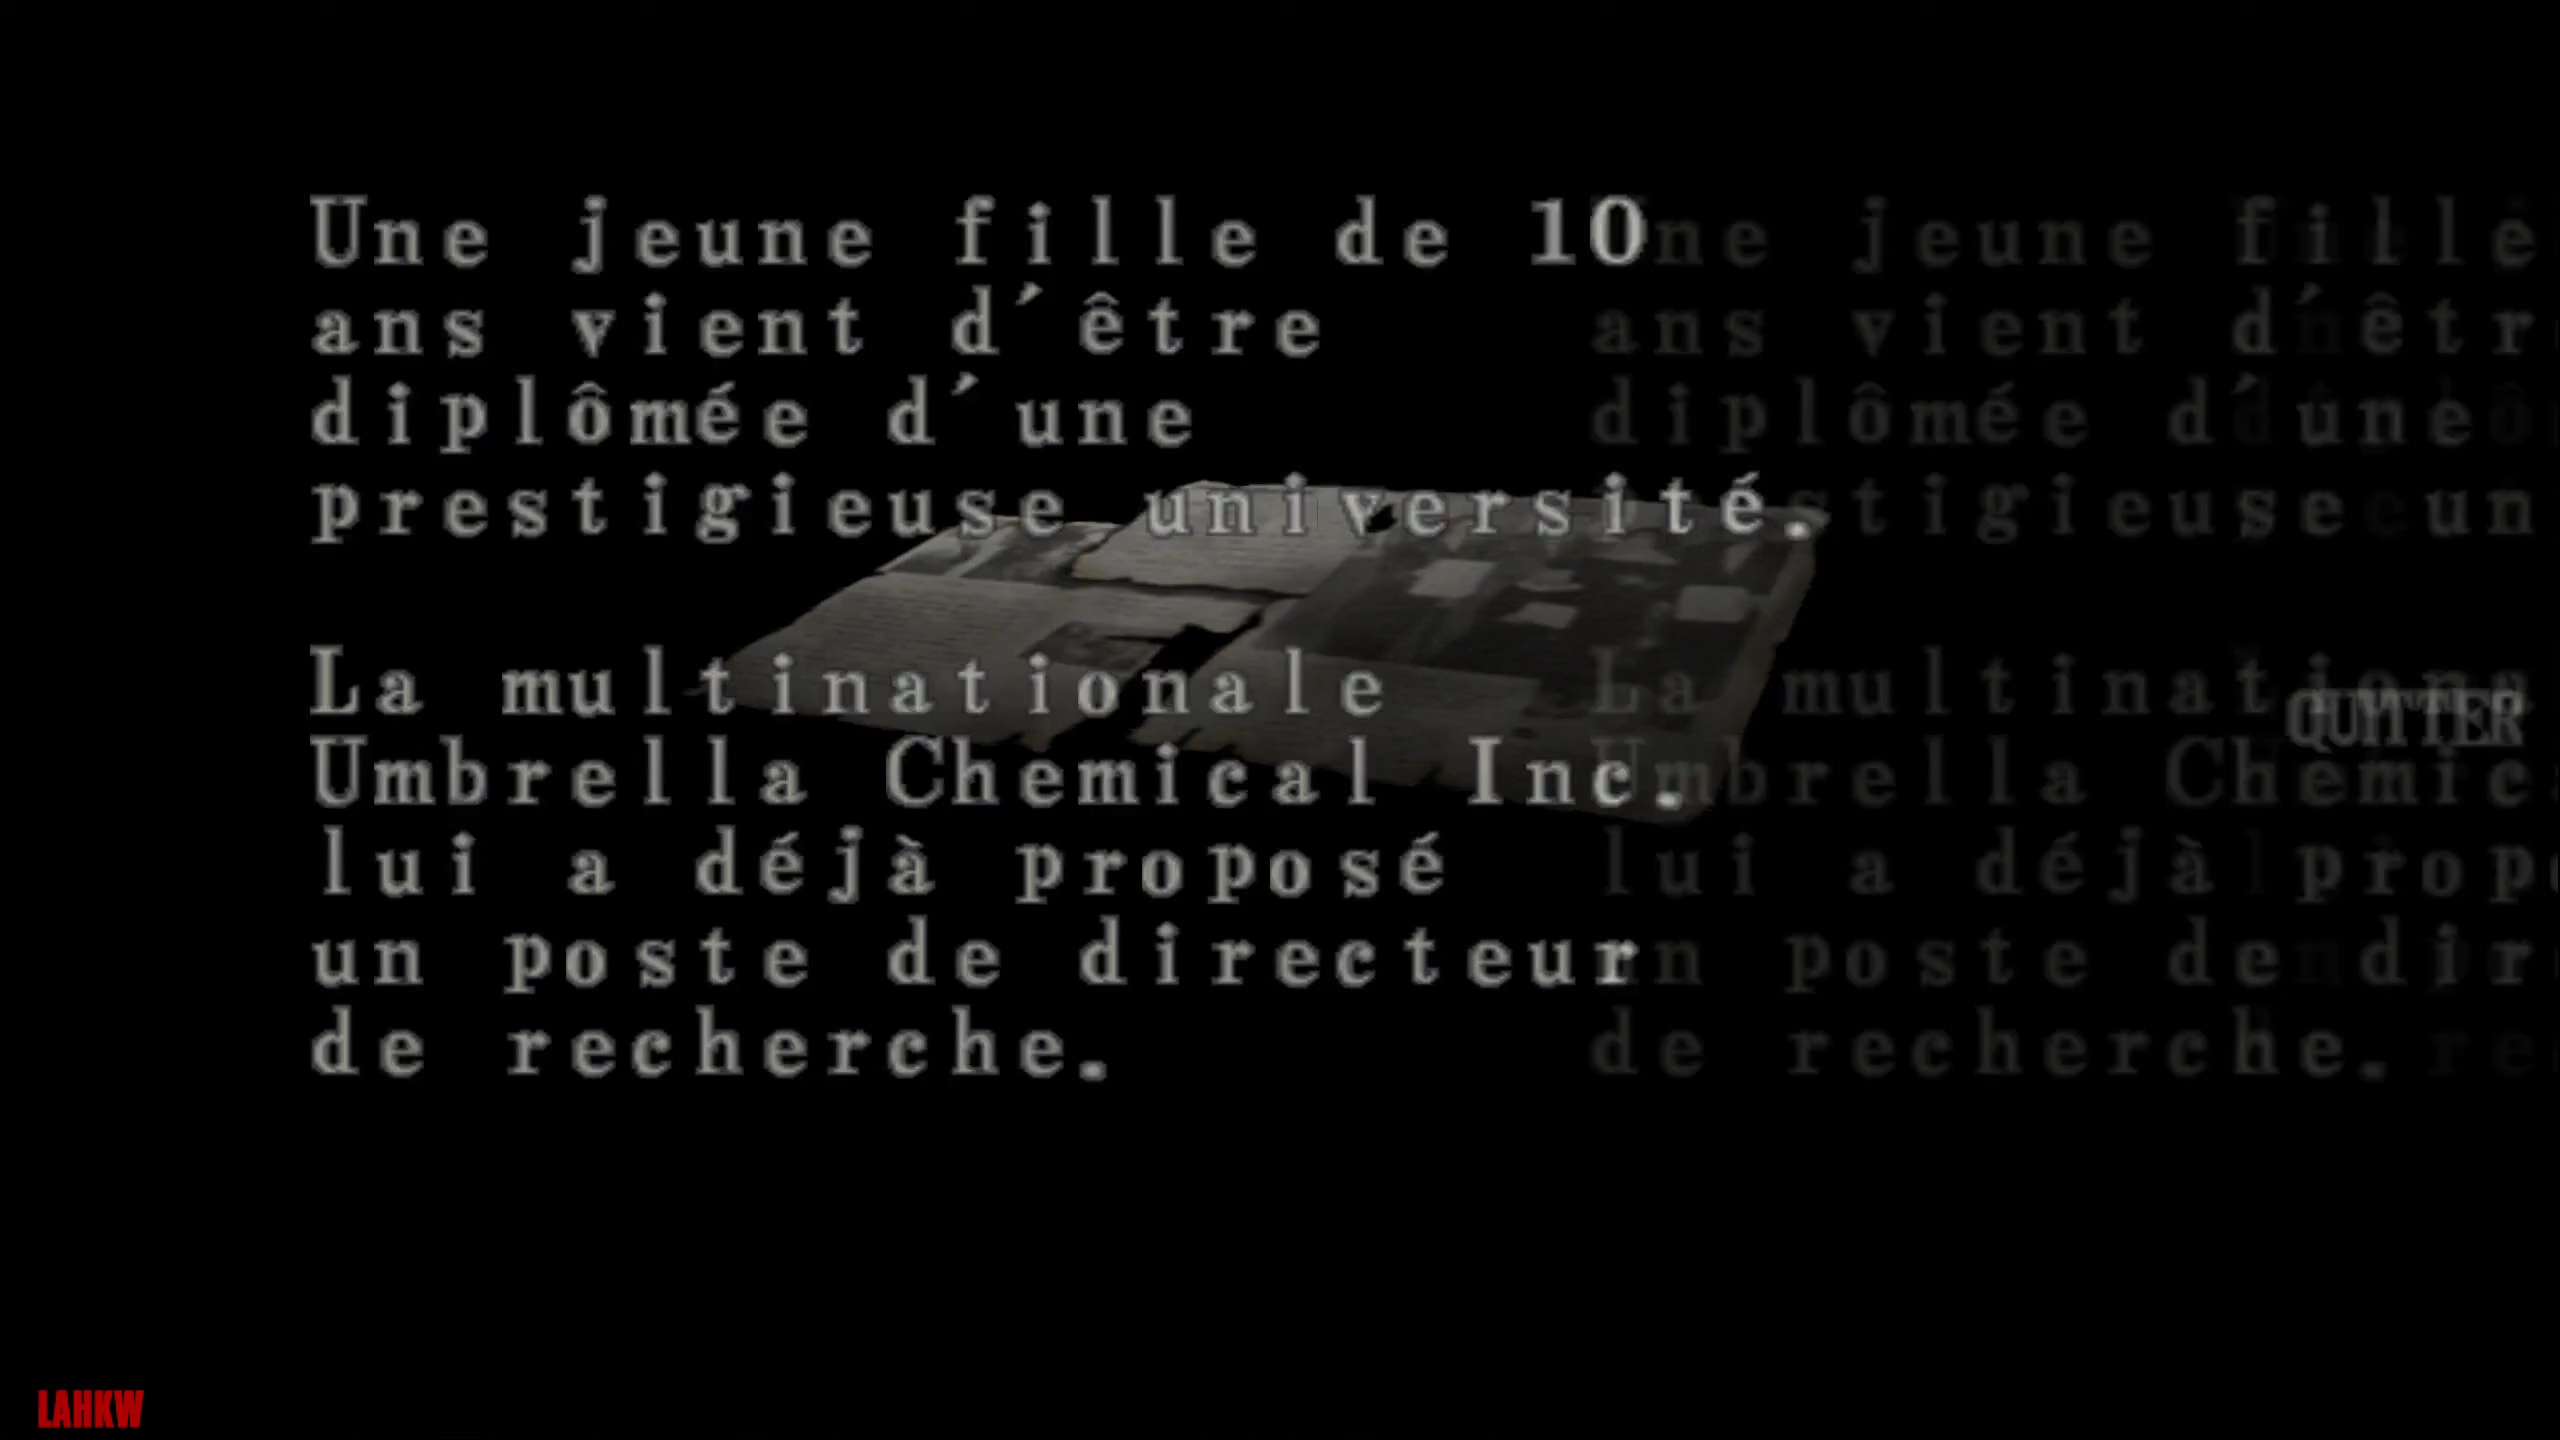 Une jeune fille de 10
ans vient d´être
diplômée d´une
prestigieuse université.
La multinationale
Umbrella Chemical Inc.
lui a déjà proposé
un poste de directeur
de recherche.
QUITTER
LAHKW